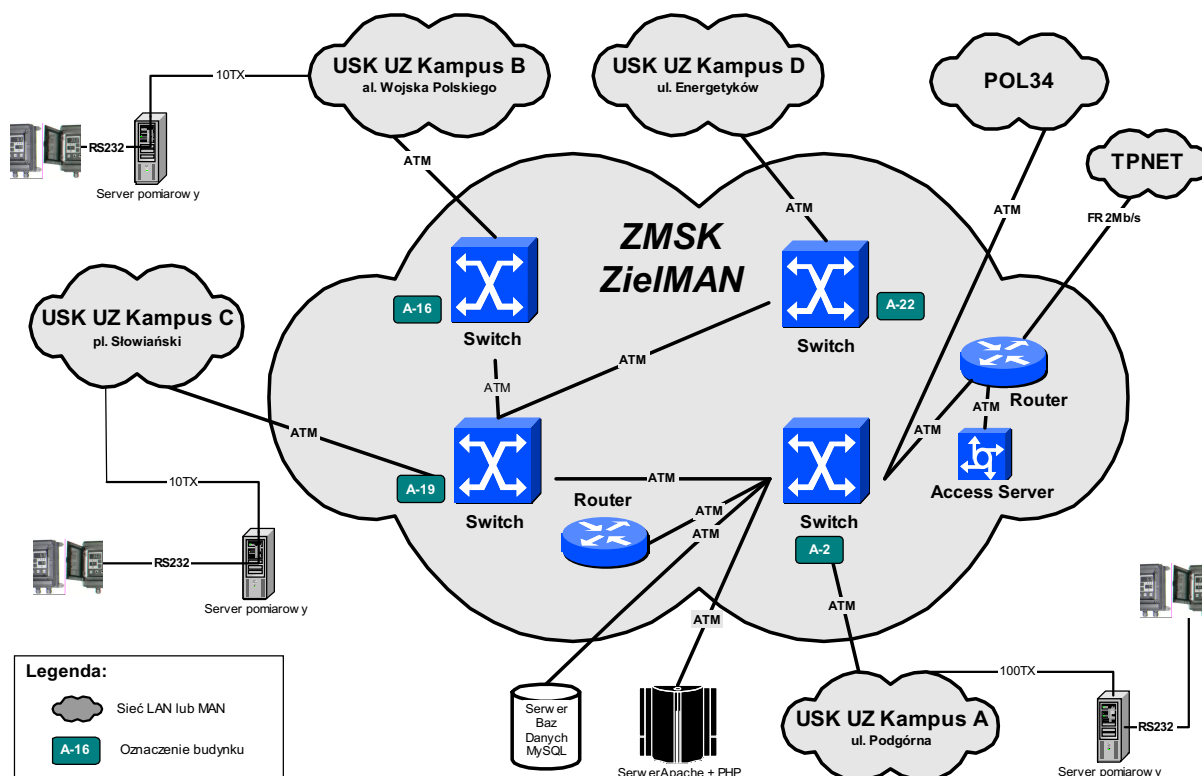 USK UZ Kampus B
al. Wojska Polskiego
USK UZ Kampus D
ul. Energetyków
POL34
TPNET
10TX
RS232
Server pomiarowy
ATM
ATM
ATM
FR 2Mb/s
ZMSK
ZielMAN
A-16
Switch
A-22
Switch
USK UZ Kampus C
pl. Słowiański
ATM
ATM
Router
ATM
ATM
Access Server
ATM
A-19
Switch
ATM
Router
ATM
ATM
Switch
A-2
10TX
RS232
Server pomiarowy
ATM
ATM
Legenda:
Sieć LAN lub MAN
A-16
Oznaczenie budynku
Serwer
Baz
Danych
MySQL
Serwer Apache + PHP
USK UZ Kampus A
ul. Podgórna
100TX
RS232
Server pomiarowy